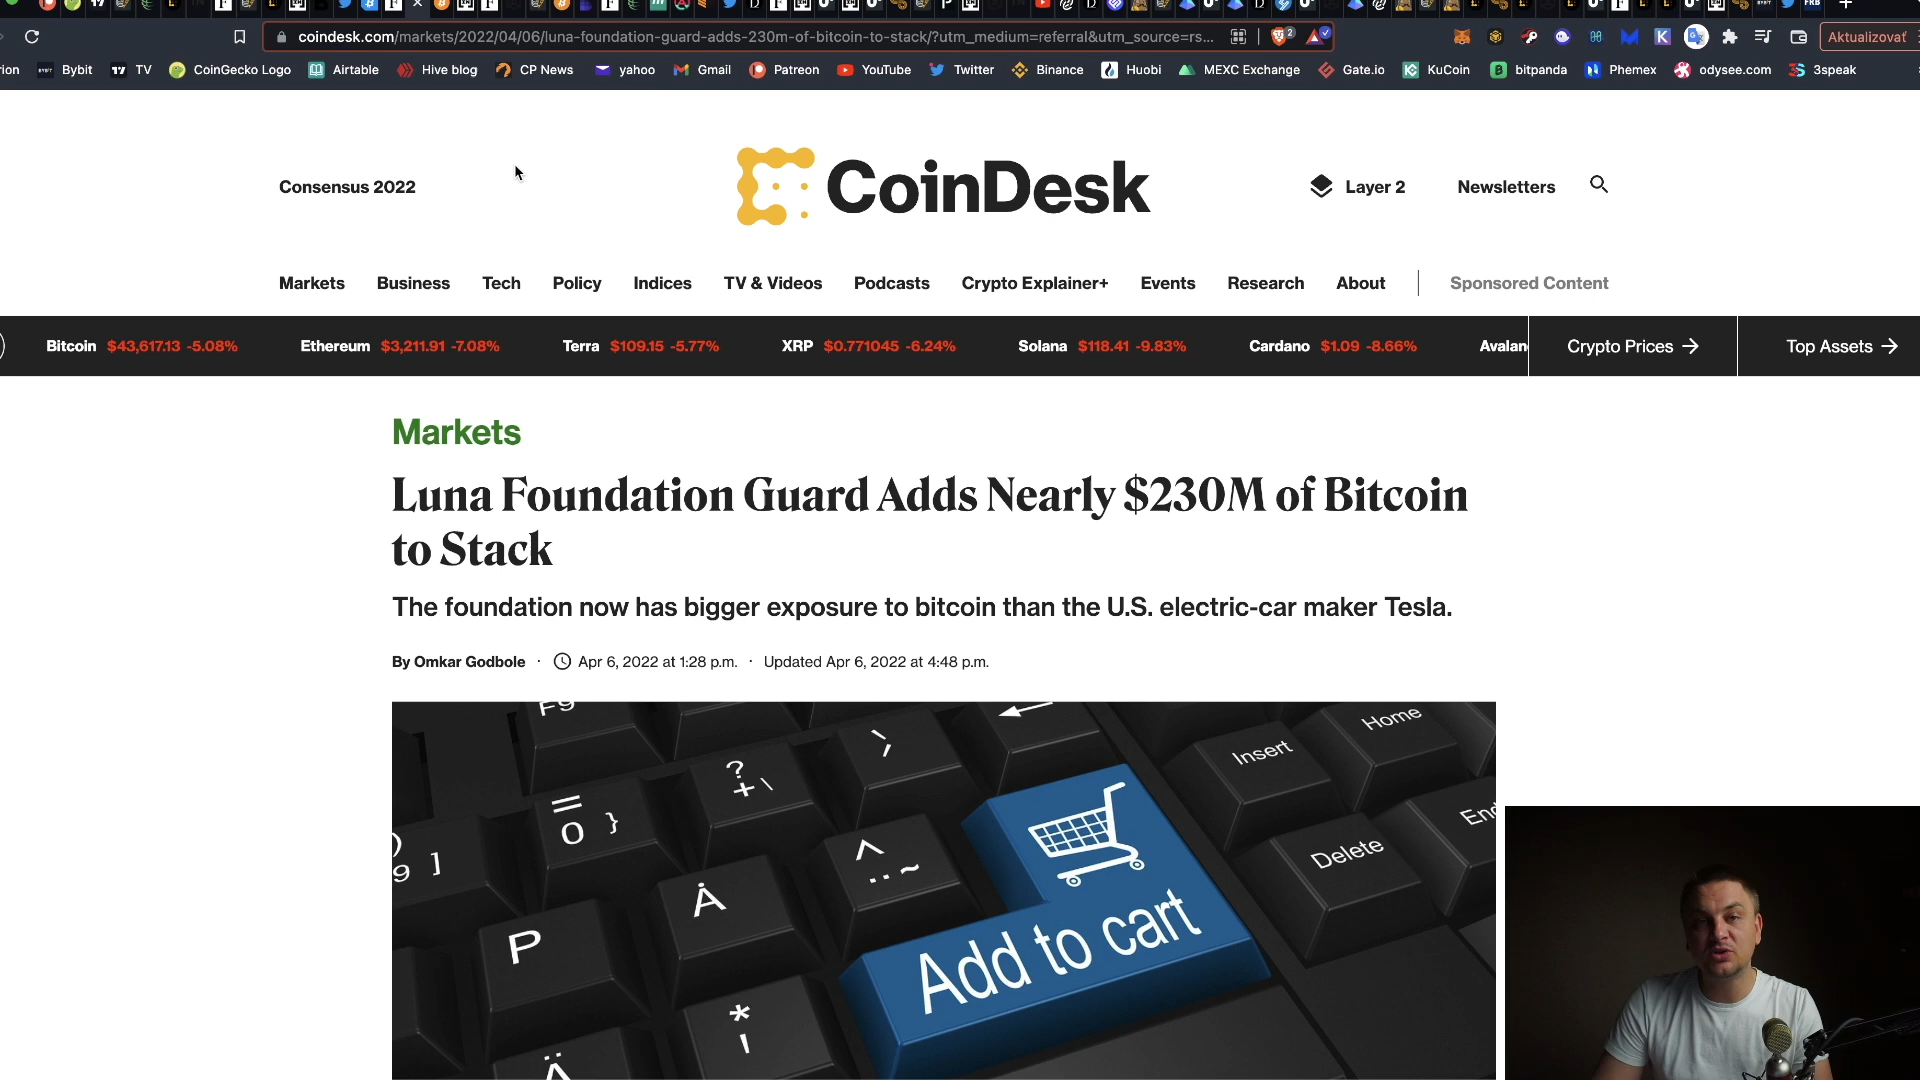 coindesk.com/markets/2022/04/06/luna-foundation-guard-adds-230m-of-bitcoin-to-stack/?utm_medium=referral&utm_source=rs...
2
Aktualizovať
rion Bybit TV CoinGecko Logo Airtable Hive blog CP News yahoo Gmail Patreon YouTube Twitter Binance Huobi MEXC Exchange Gate.io KuCoin bitpanda Phemex odysee.com 3speak
Consensus 2022
CoinDesk
Layer 2
Newsletters
Markets Business Tech Policy Indices TV & Videos Podcasts Crypto Explainer+ Events Research About Sponsored Content
Bitcoin $43,617.13 -5.08% Ethereum $3,211.91 -7.08% Terra $109.15 -5.77% XRP $0.771045 -6.24% Solana $118.41 -9.83% Cardano $1.09 -8.66% Avalan Crypto Prices → Top Assets →
Markets
Luna Foundation Guard Adds Nearly $230M of Bitcoin
to Stack
The foundation now has bigger exposure to bitcoin than the U.S. electric-car maker Tesla.
By Omkar Godbole · Apr 6, 2022 at 1:28 p.m. · Updated Apr 6, 2022 at 4:48 p.m.
F9
Home
Insert
? + \
= 0 }
End
) 9 ]
^ ¨ ~
Delete
Å
P
Add to cart
* '
Ä